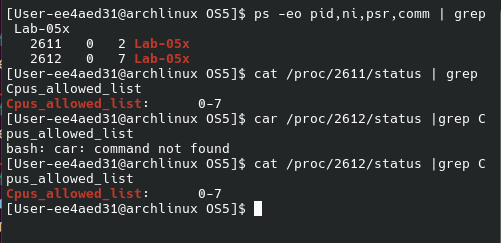 [User-ee4aed31@archlinux OS5]$ ps -eo pid,ni,psr,comm | grep
Lab-05x
2611 0 2 Lab-05x
2612 0 7 Lab-05x
[User-ee4aed31@archlinux OS5]$ cat /proc/2611/status | grep
Cpus_allowed_list
Cpus_allowed_list: 0-7
[User-ee4aed31@archlinux OS5]$ car /proc/2612/status |grep C
pus_allowed_list
bash: car: command not found
[User-ee4aed31@archlinux OS5]$ cat /proc/2612/status |grep C
pus_allowed_list
Cpus_allowed_list: 0-7
[User-ee4aed31@archlinux OS5]$